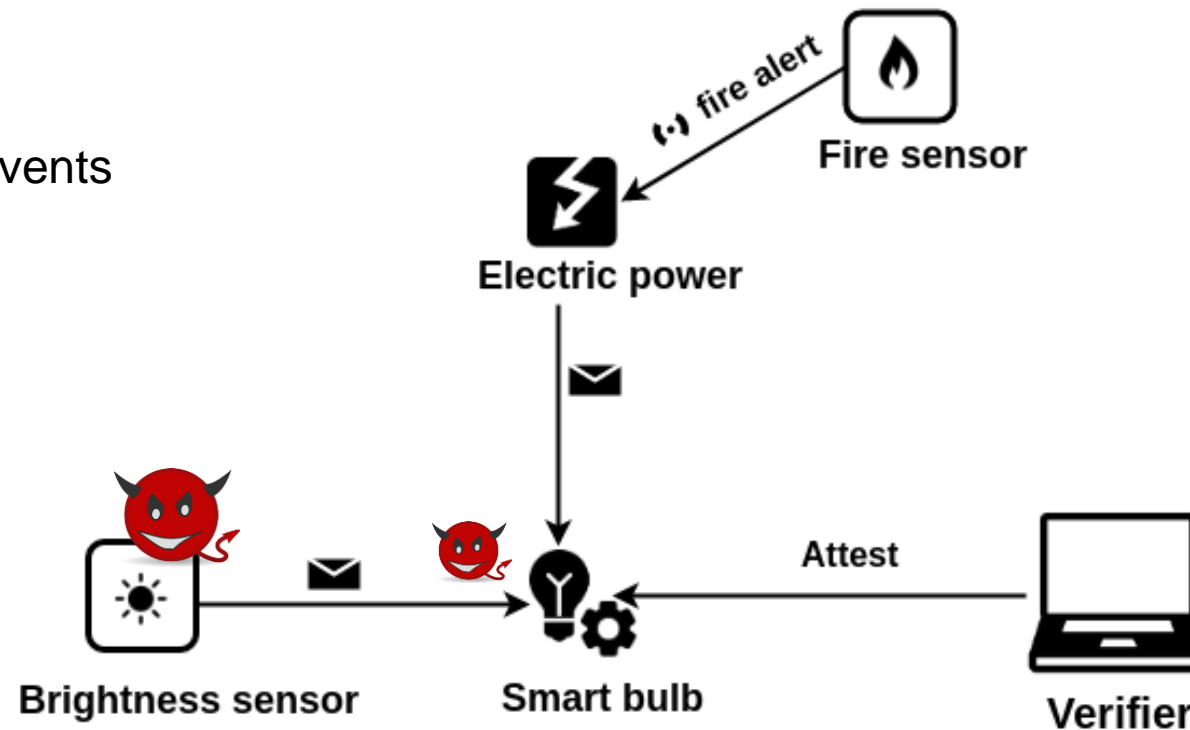 fire alert
Fire sensor
vents
Electric power
Attest
Brightness sensor
Smart bulb
Verifier